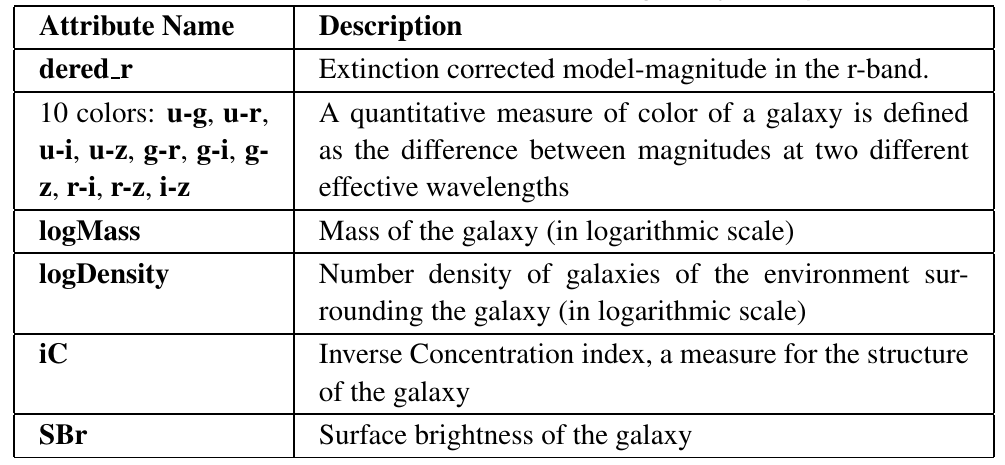 Attribute Name Description
dered_r Extinction corrected model-magnitude in the r-band.
10 colors: u-g, u-r, A quantitative measure of color of a galaxy is defined
u-i, u-z, g-r, g-i, g- as the difference between magnitudes at two different
z, r-i, r-z, i-z effective wavelengths
logMass Mass of the galaxy (in logarithmic scale)
logDensity Number density of galaxies of the environment sur-
rounding the galaxy (in logarithmic scale)
iC Inverse Concentration index, a measure for the structure
of the galaxy
SBr Surface brightness of the galaxy